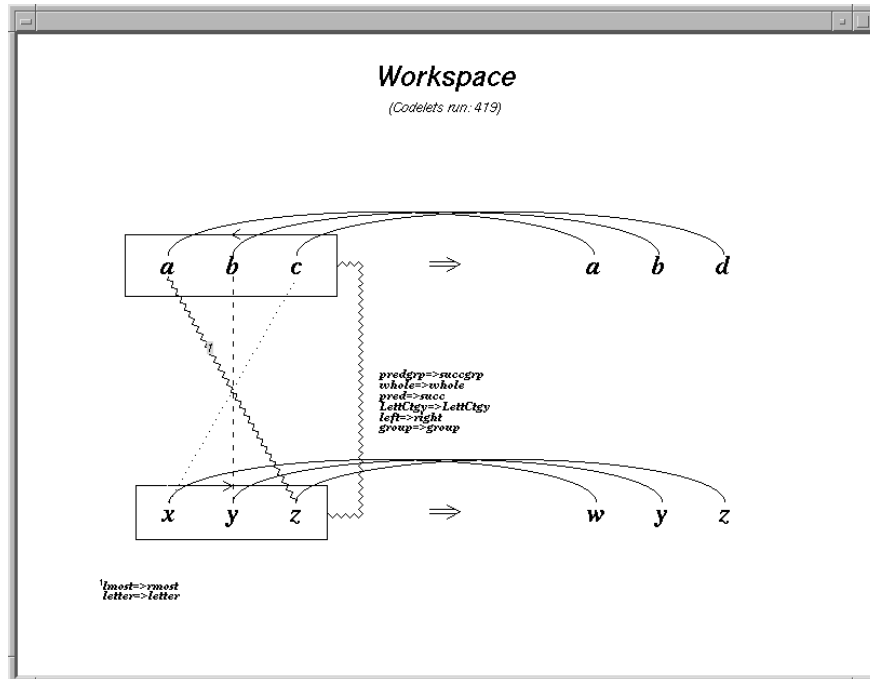 Workspace
(Codelets run: 419)
a b c ⇒ a b d
1
predgrp=>succgrp
whole=>whole
pred=>succ
LettCtgy=>LettCtgy
left=>right
group=>group
x y z ⇒ w y z
1lmost=>rmost
letter=>letter